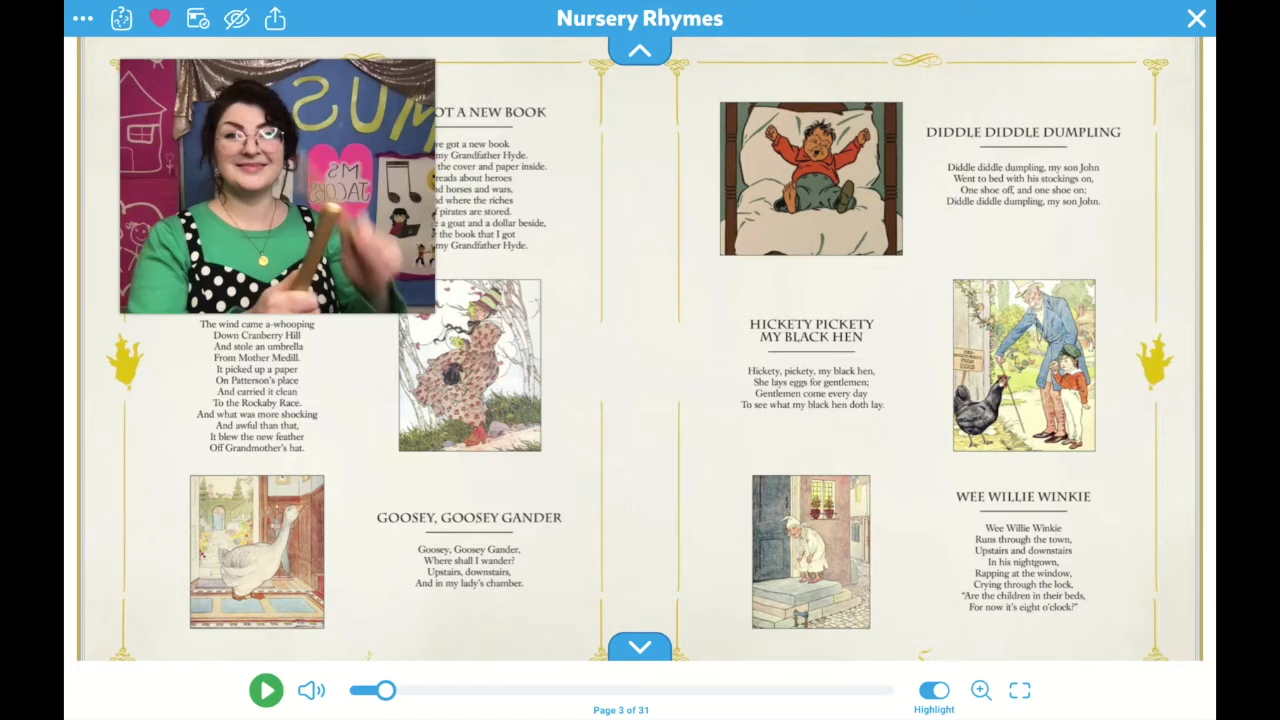 Nursery Rhymes
MUS
MS
JACOBS
OT A NEW BOOK
ve got a new book
my Grandfather Hyde.
the cover and paper inside.
reads about heroes
nd horses and wars,
nd where the riches
pirates are stored.
a goat and a dollar beside,
the book that I got
my Grandfather Hyde.
The wind came a-whooping
Down Cranberry Hill
And stole an umbrella
From Mother Medill.
It picked up a paper
On Patterson's place
And carried it clean
To the Rockaby Race.
And what was more shocking
And awful than that,
It blew the new feather
Off Grandmother's hat.
GOOSEY, GOOSEY GANDER
Goosey, Goosey Gander,
Where shall I wander?
Upstairs, downstairs,
And in my lady's chamber.
DIDDLE DIDDLE DUMPLING
Diddle diddle dumpling, my son John
Went to bed with his stockings on,
One shoe off, and one shoe on;
Diddle diddle dumpling, my son John.
HICKETY PICKETY
MY BLACK HEN
Hickety, pickety, my black hen,
She lays eggs for gentlemen;
Gentlemen come every day
To see what my black hen doth lay.
WEE WILLIE WINKIE
Wee Willie Winkie
Runs through the town,
Upstairs and downstairs
In his nightgown,
Rapping at the window,
Crying through the lock,
"Are the children in their beds,
For now it's eight o'clock?"
Page 3 of 31
Highlight